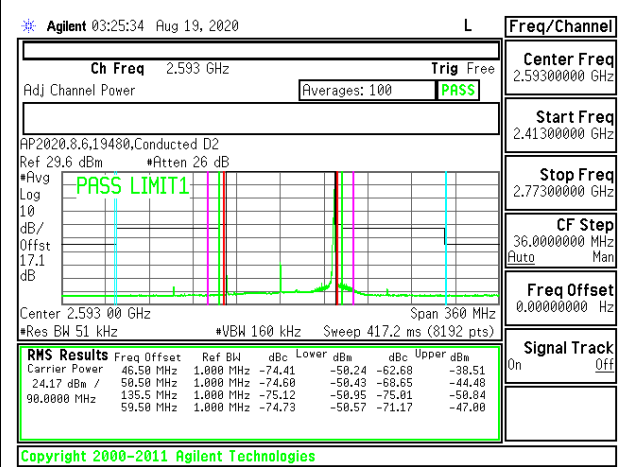 Agilent 03:25:34 Aug 19, 2020 L
Freq/Channel
Ch Freq 2.593 GHz Trig Free
Adj Channel Power Averages: 100 PASS
Center Freq
2.59300000 GHz
Start Freq
2.41300000 GHz
Stop Freq
2.77300000 GHz
CF Step
36.0000000 MHz
Auto Man
Freq Offset
0.00000000 Hz
Signal Track
On Off
AP2020.8.6,19480,Conducted D2
Ref 29.6 dBm #Atten 26 dB
#Avg
Log
10
dB/
Offst
17.1
dB
PASS LIMIT1
Center 2.593 00 GHz Span 360 MHz
#Res BW 51 kHz #VBW 160 kHz Sweep 417.2 ms (8192 pts)
RMS Results Freq Offset Ref BW dBc Lower dBm dBc Upper dBm
Carrier Power 46.50 MHz 1.000 MHz -74.41 -50.24 -62.68 -38.51
24.17 dBm / 50.50 MHz 1.000 MHz -74.60 -50.43 -68.65 -44.48
90.0000 MHz 135.5 MHz 1.000 MHz -75.12 -50.95 -75.01 -50.84
59.50 MHz 1.000 MHz -74.73 -50.57 -71.17 -47.00
Copyright 2000-2011 Agilent Technologies